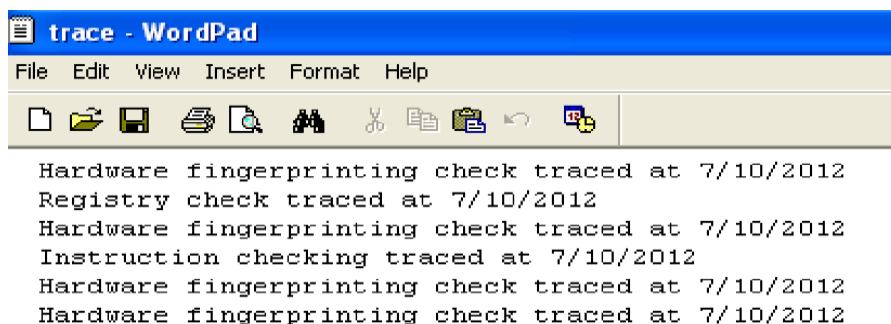 trace - WordPad
File Edit View Insert Format Help
Hardware fingerprinting check traced at 7/10/2012
Registry check traced at 7/10/2012
Hardware fingerprinting check traced at 7/10/2012
Instruction checking traced at 7/10/2012
Hardware fingerprinting check traced at 7/10/2012
Hardware fingerprinting check traced at 7/10/2012